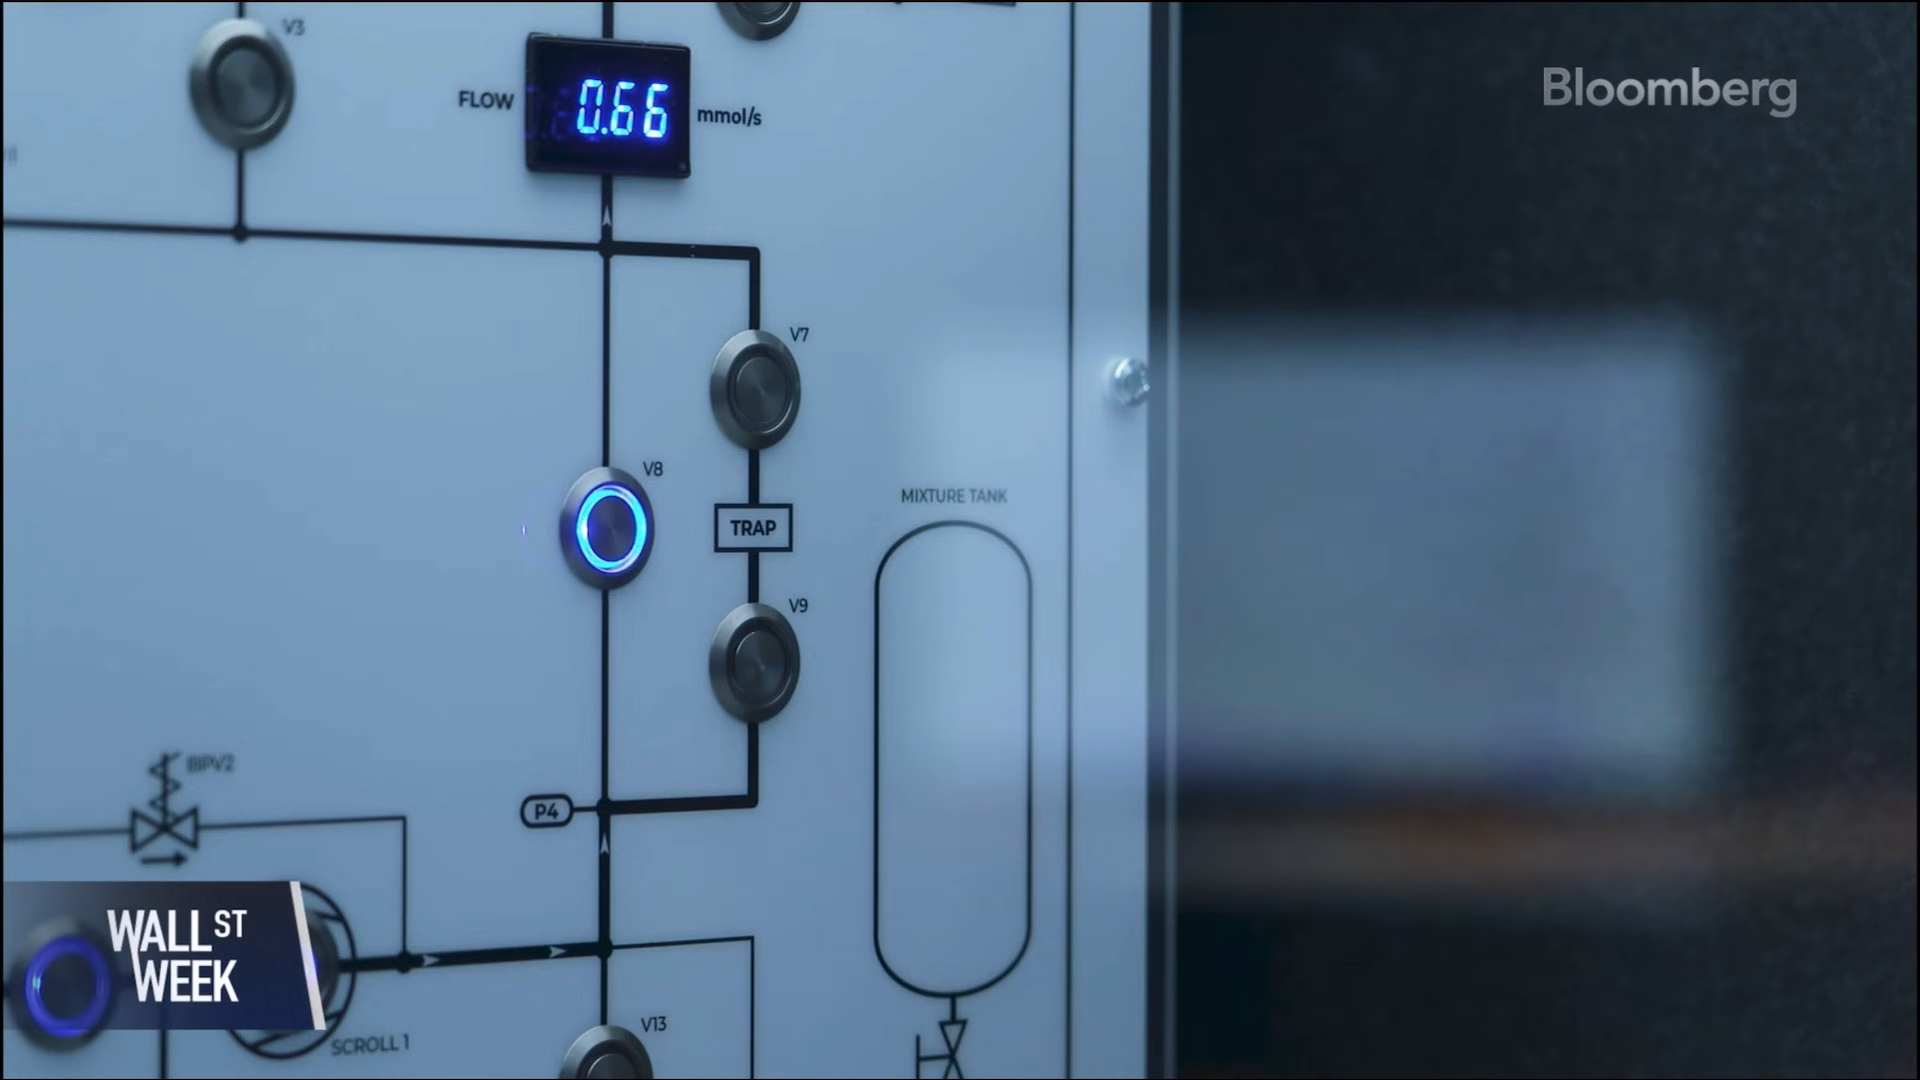 V3
FLOW
0.66
mmol/s
Bloomberg
V7
V8
TRAP
V9
MIXTURE TANK
BPV2
P4
WALL ST
WEEK
SCROLL 1
V13